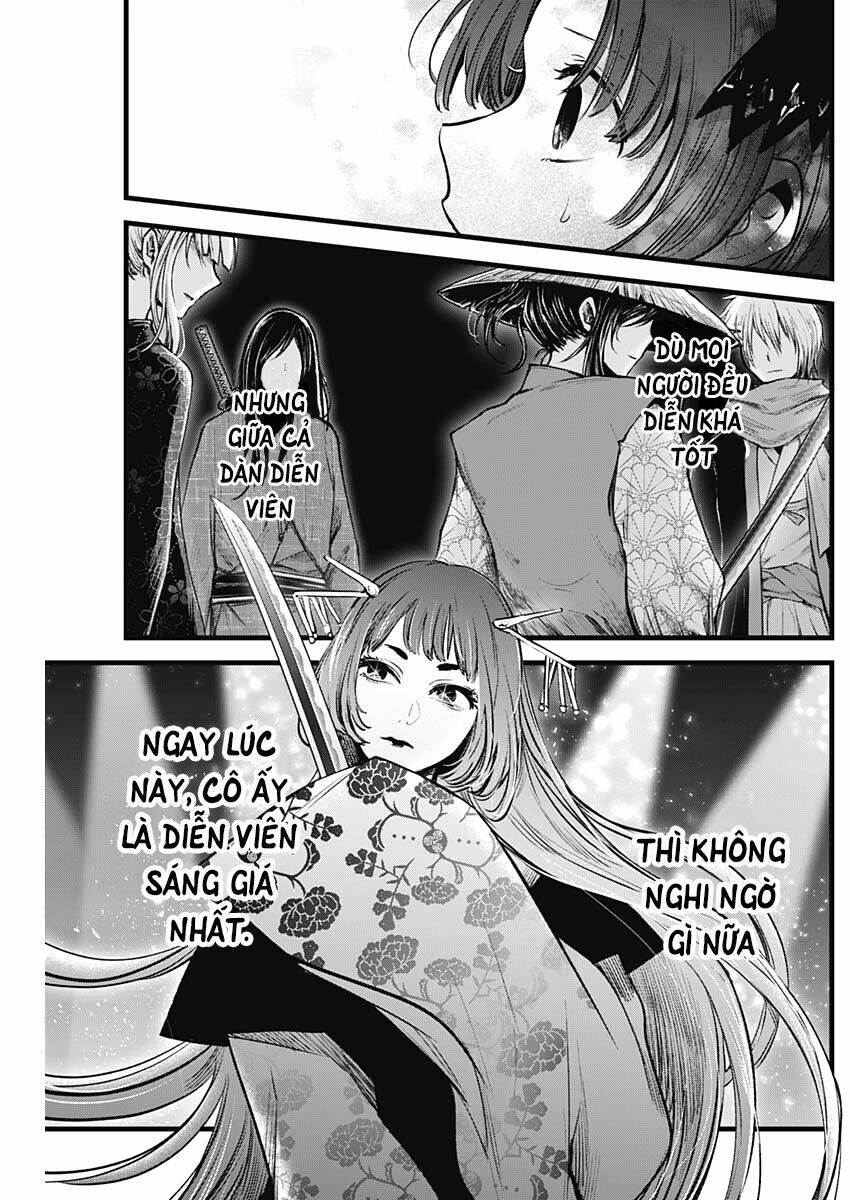 DÙ MỌI
NGƯỜI ĐỀU
DIỄN KHÁ
TỐT
NHƯNG
GIỮA CẢ
DÀN DIỄN
VIÊN
THÌ KHÔNG
NGHI NGỜ
GÌ NỮA
NGAY LÚC
NÀY, CÔ ẤY
LÀ DIỄN VIÊN
SÁNG GIÁ
NHẤT.